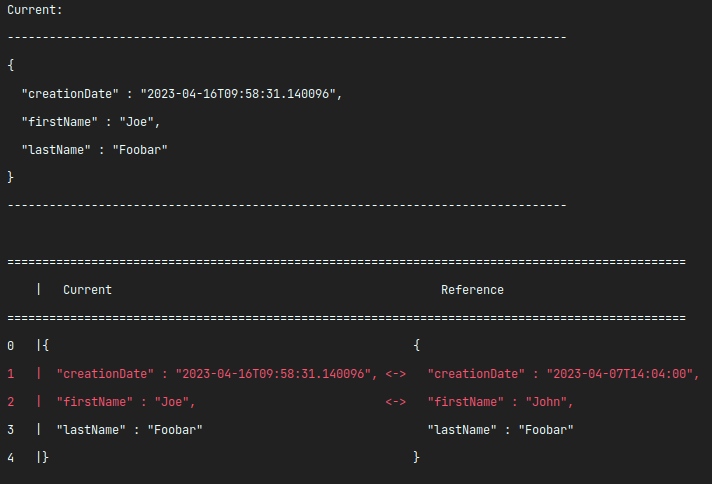 Current:
--------------------------------------------------------------------------------
{
  "creationDate" : "2023-04-16T09:58:31.140096",
  "firstName" : "Joe",
  "lastName" : "Foobar"
}
--------------------------------------------------------------------------------
=================================================================================================
    |   Current                                               Reference
=================================================================================================
0   |{                                                    {
1   |  "creationDate" : "2023-04-16T09:58:31.140096", <->   "creationDate" : "2023-04-07T14:04:00",
2   |  "firstName" : "Joe",                           <->   "firstName" : "John",
3   |  "lastName" : "Foobar"                                "lastName" : "Foobar"
4   |}                                                    }